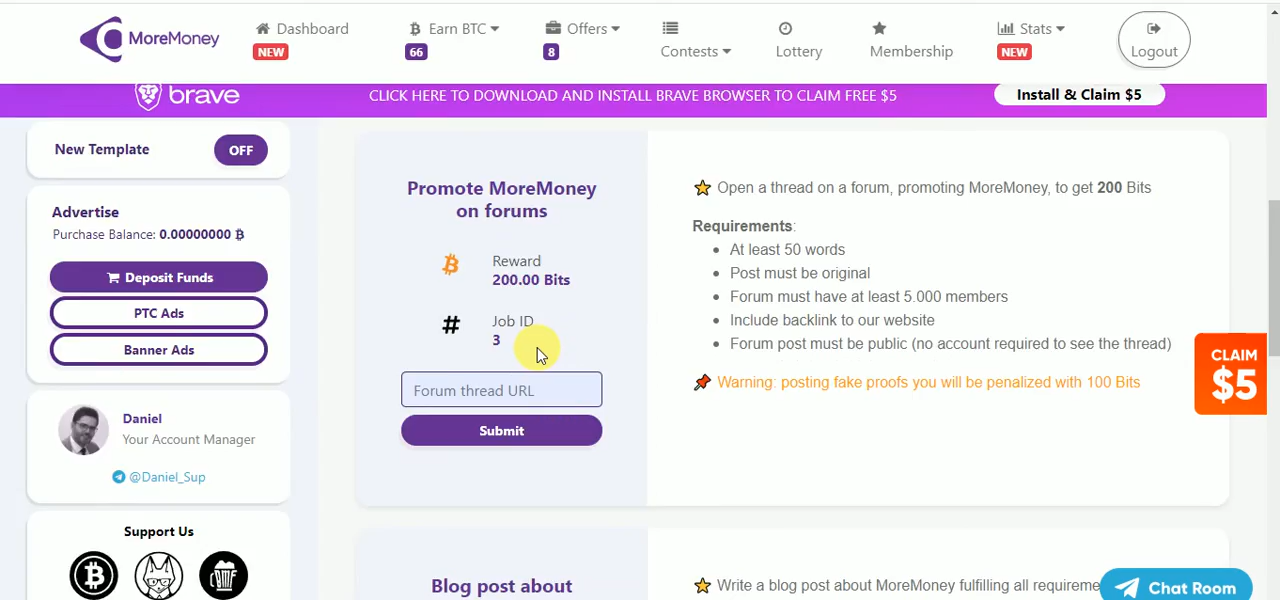 MoreMoney
Dashboard
NEW
Earn BTC
66
Offers
8
Contests
Lottery
Membership
Stats
NEW
Logout
brave
CLICK HERE TO DOWNLOAD AND INSTALL BRAVE BROWSER TO CLAIM FREE $5
Install & Claim $5
New Template
OFF
Advertise
Purchase Balance: 0.00000000 ₿
Deposit Funds
PTC Ads
Banner Ads
Daniel
Your Account Manager
@Daniel_Sup
Support Us
Promote MoreMoney
on forums
Reward
200.00 Bits
#
Job ID
3
Forum thread URL
Submit
Open a thread on a forum, promoting MoreMoney, to get 200 Bits
Requirements:
• At least 50 words
• Post must be original
• Forum must have at least 5.000 members
• Include backlink to our website
• Forum post must be public (no account required to see the thread)
Warning: posting fake proofs you will be penalized with 100 Bits
CLAIM
$5
Blog post about
Write a blog post about MoreMoney fulfilling all requireme
Chat Room